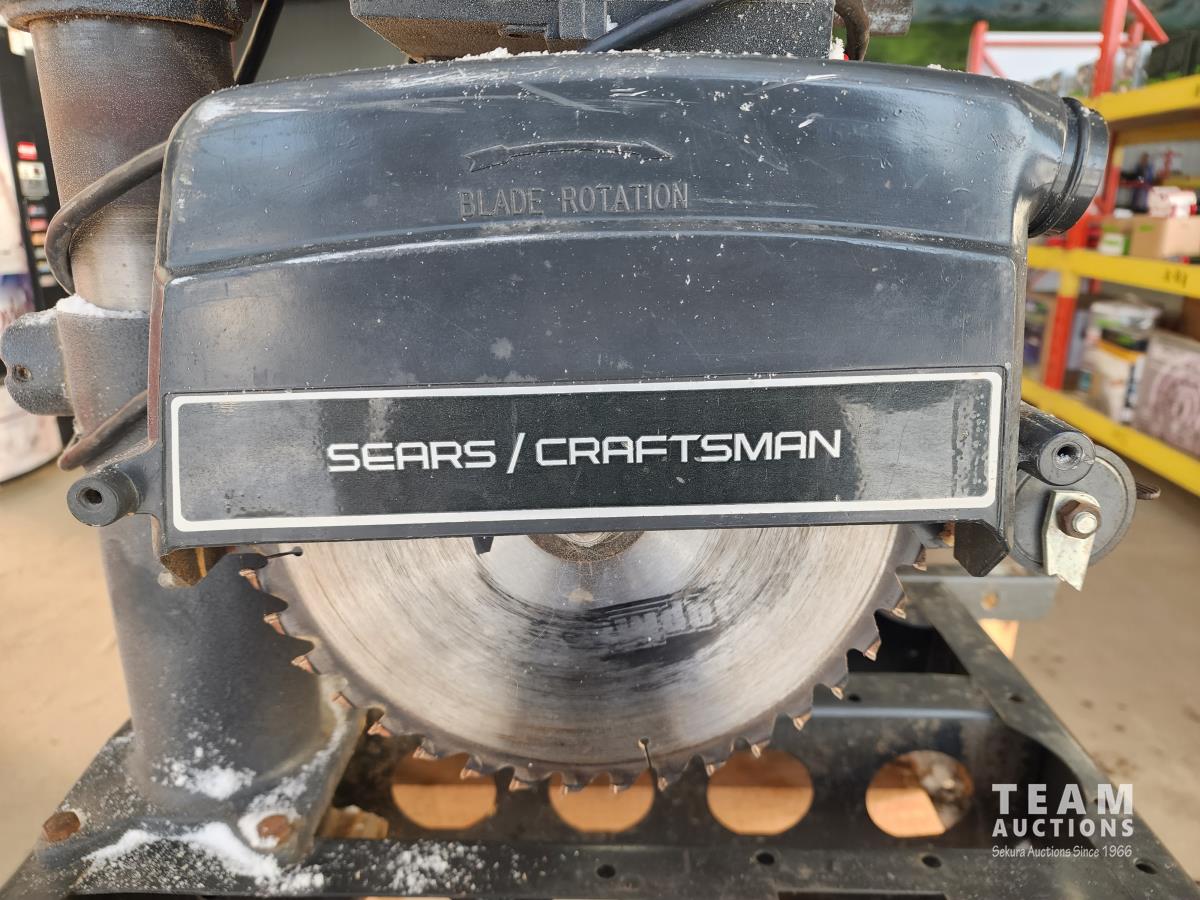 BLADE ROTATION
SEARS / CRAFTSMAN
TEAM
AUCTIONS
Sekura Auctions Since 1966